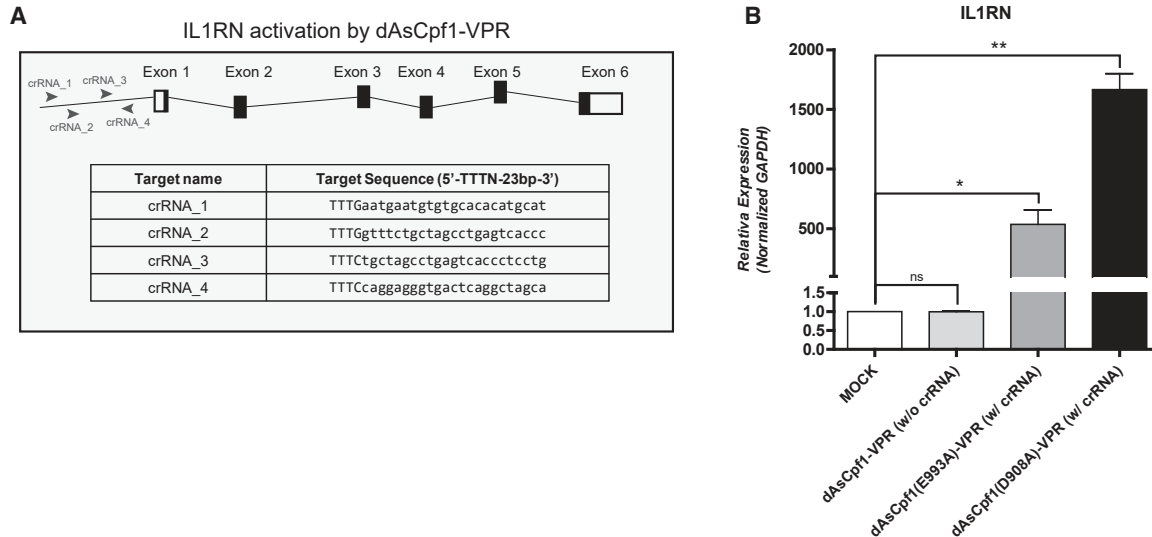 A
IL1RN activation by dAsCpf1-VPR
crRNA_1
crRNA_3
crRNA_2
crRNA_4
Exon 1
Exon 2
Exon 3
Exon 4
Exon 5
Exon 6
Target name Target Sequence (5’-TTTN-23bp-3’)
crRNA_1 TTTGaatgaatgtgtgcacacatgcat
crRNA_2 TTTGgtttctgctagcctgagtcaccc
crRNA_3 TTTCtgctagcctgagtcaccctcctg
crRNA_4 TTTCcaggagggtgactcaggctagca
B
IL1RN
Relativa Expression
(Normalized GAPDH)
2000
1500
1000
500
1.5
1.0
0.5
0.0
**
*
ns
MOCK
dAsCpf1-VPR (w/o crRNA)
dAsCpf1(E993A)-VPR (w/ crRNA)
dAsCpf1(D908A)-VPR (w/ crRNA)